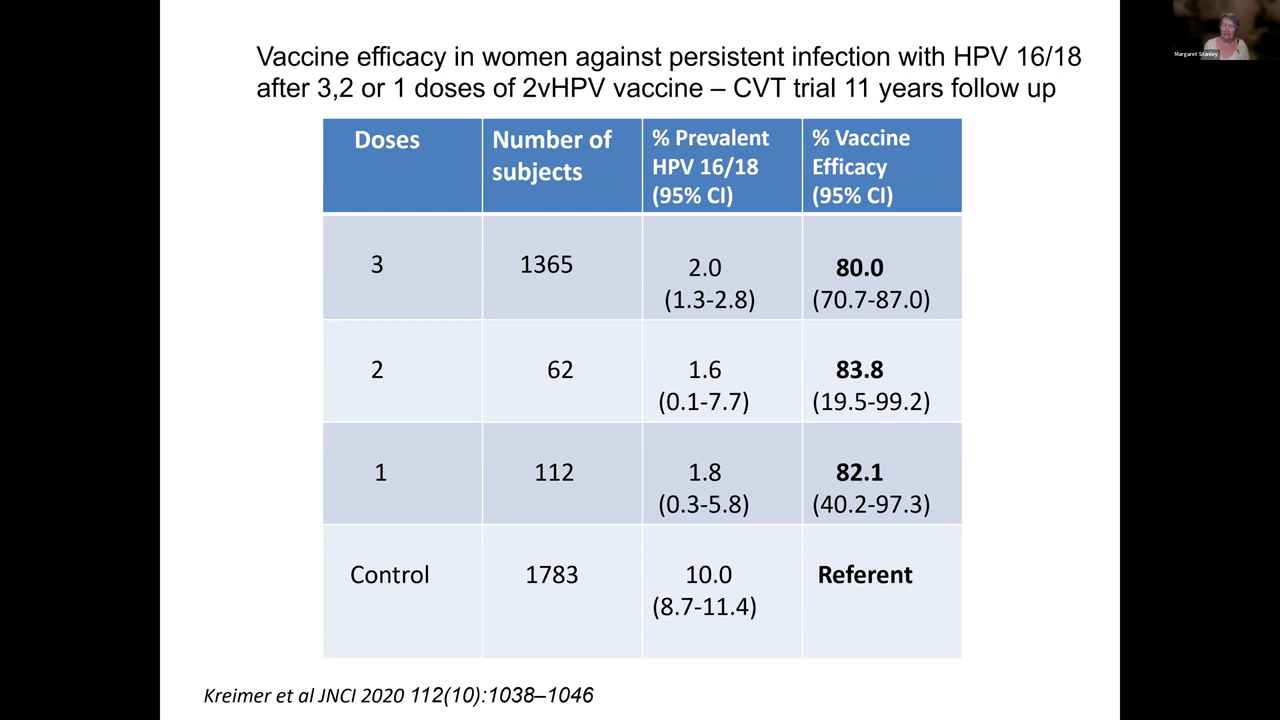 Vaccine efficacy in women against persistent infection with HPV 16/18
after 3,2 or 1 doses of 2vHPV vaccine – CVT trial 11 years follow up
Margaret Stanley
Doses
Number of
subjects
% Prevalent
HPV 16/18
(95% CI)
% Vaccine
Efficacy
(95% CI)
3
1365
2.0
(1.3-2.8)
80.0
(70.7-87.0)
2
62
1.6
(0.1-7.7)
83.8
(19.5-99.2)
1
112
1.8
(0.3-5.8)
82.1
(40.2-97.3)
Control
1783
10.0
(8.7-11.4)
Referent
Kreimer et al JNCI 2020 112(10):1038–1046